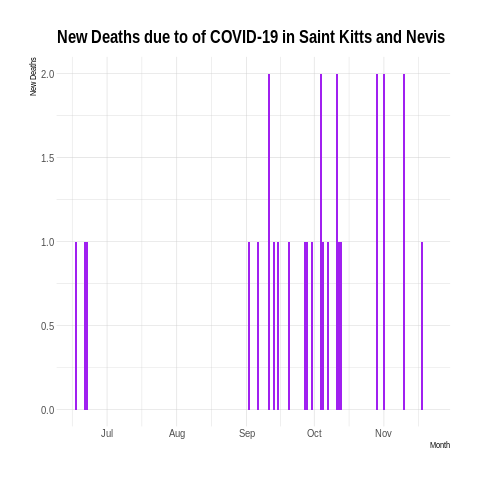 New Deaths due to of COVID-19 in Saint Kitts and Nevis
New Deaths
2.0
1.5
1.0
0.5
0.0
Jul Aug Sep Oct Nov
Month